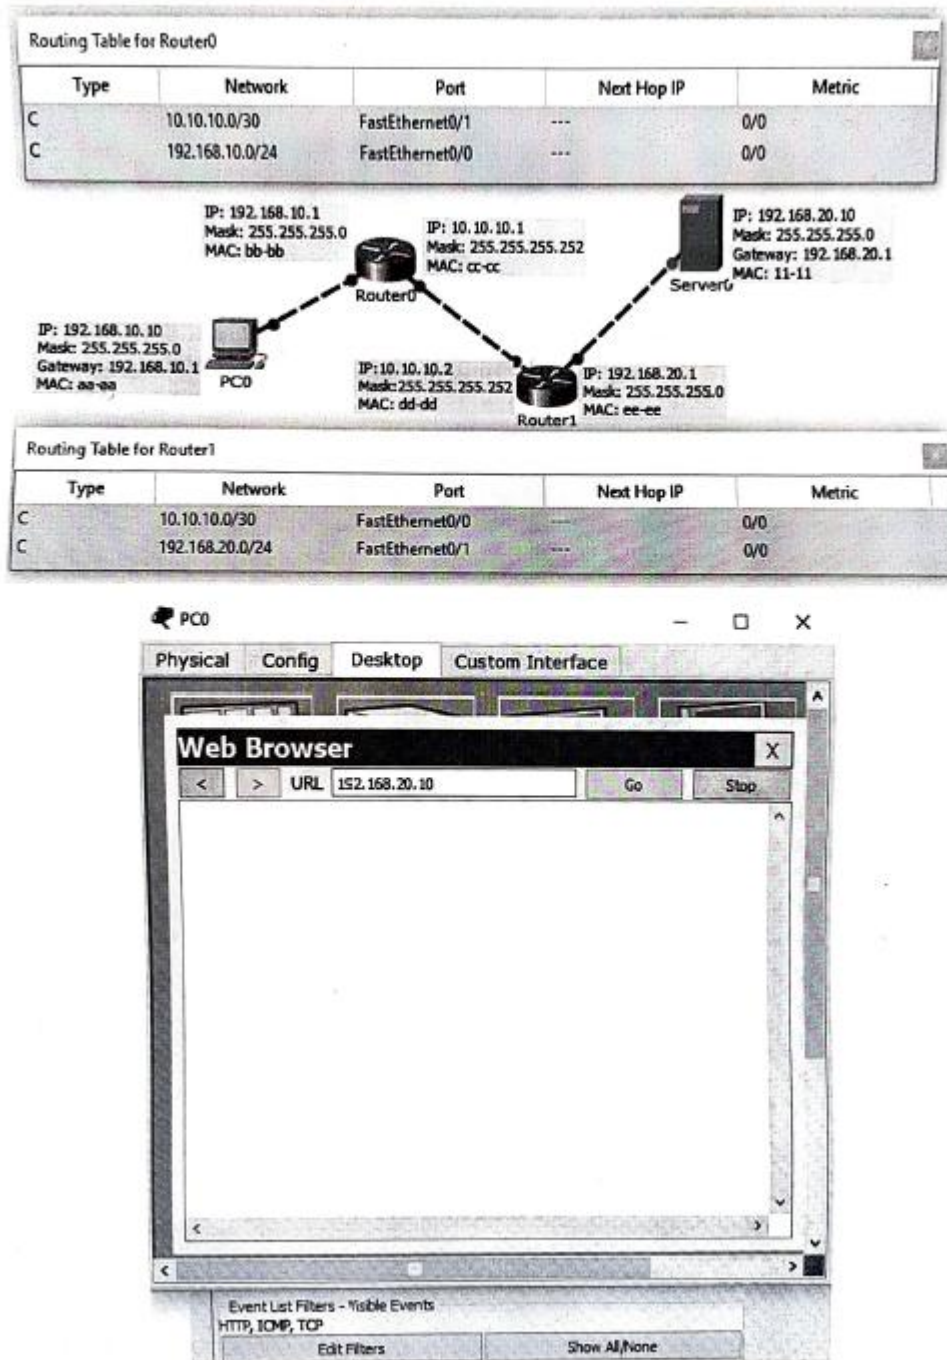 Routing Table for Router0
Type Network Port Next Hop IP Metric
C 10.10.10.0/30 FastEthernet0/1 --- 0/0
C 192.168.10.0/24 FastEthernet0/0 --- 0/0
IP: 192.168.10.1
Mask: 255.255.255.0
MAC: bb-bb
IP: 10.10.10.1
Mask: 255.255.255.252
MAC: cc-cc
Router0
IP: 192.168.20.10
Mask: 255.255.255.0
Gateway: 192.168.20.1
MAC: 11-11
Server0
IP: 192.168.10.10
Mask: 255.255.255.0
Gateway: 192.168.10.1
MAC: aa-aa
PC0
IP:10.10.10.2
Mask:255.255.255.252
MAC: dd-dd
IP: 192.168.20.1
Mask: 255.255.255.0
MAC: ee-ee
Router1
Routing Table for Router1
Type Network Port Next Hop IP Metric
C 10.10.10.0/30 FastEthernet0/0 --- 0/0
C 192.168.20.0/24 FastEthernet0/1 --- 0/0
PC0
Physical Config Desktop Custom Interface
Web Browser X
< > URL 192.168.20.10 Go Stop
Event List Filters - Visible Events
HTTP, ICMP, TCP
Edit Filters Show All/None